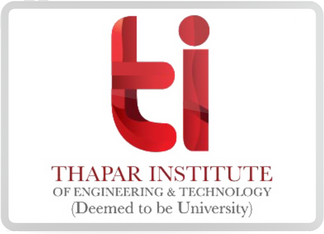 ti
THAPAR INSTITUTE
OF ENGINEERING & TECHNOLOGY
(Deemed to be University)